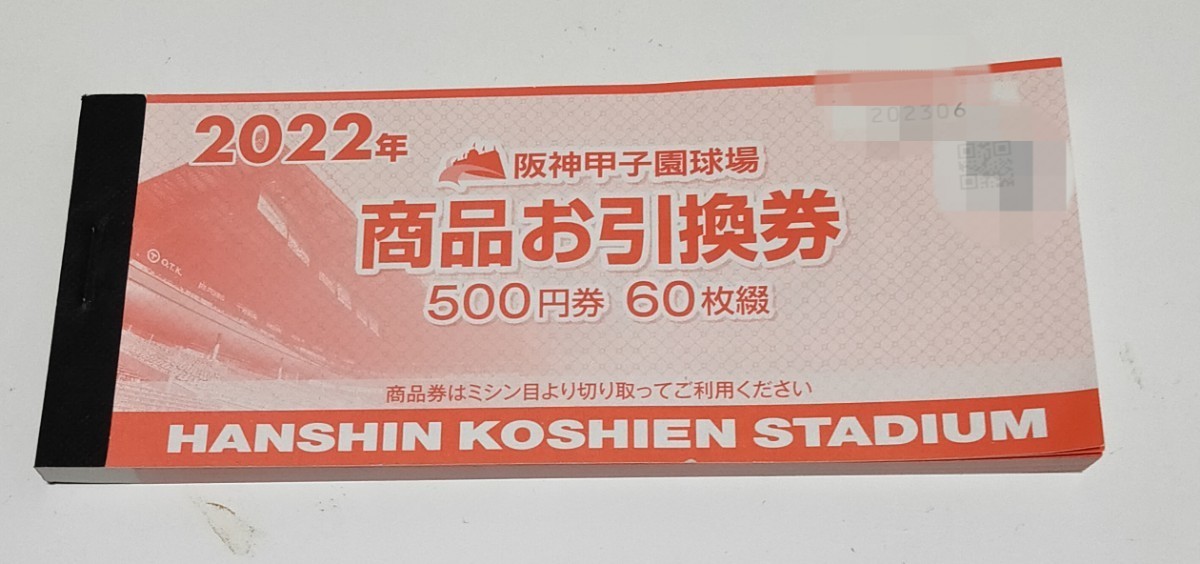 2022年
阪神甲子園球場
商品お引換券
500円券 60枚綴
商品券はミシン目より切り取ってご利用ください
HANSHIN KOSHIEN STADIUM
202306
O.T.K.